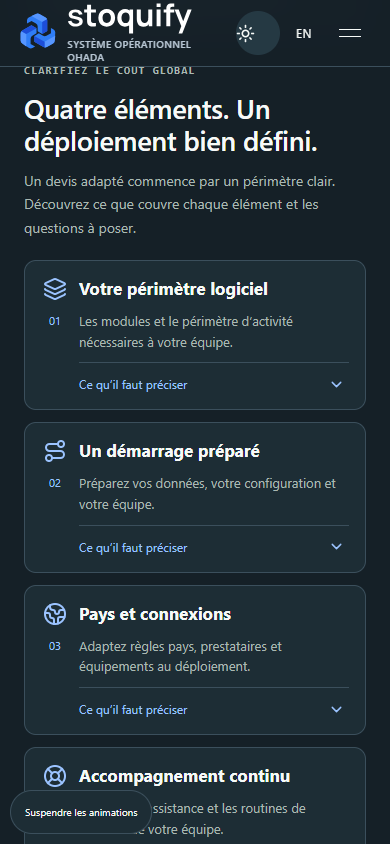 stoquify
SYSTÈME OPÉRATIONNEL
OHADA
EN
CLARIFIEZ LE COÛT GLOBAL
Quatre éléments. Un
déploiement bien défini.
Un devis adapté commence par un périmètre clair.
Découvrez ce que couvre chaque élément et les
questions à poser.
Votre périmètre logiciel
01
Les modules et le périmètre d’activité
nécessaires à votre équipe.
Ce qu’il faut préciser
Un démarrage préparé
02
Préparez vos données, votre configuration et
votre équipe.
Ce qu’il faut préciser
Pays et connexions
03
Adaptez règles pays, prestataires et
équipements au déploiement.
Ce qu’il faut préciser
Accompagnement continu
ssistance et les routines de
Suspendre les animations
votre équipe.